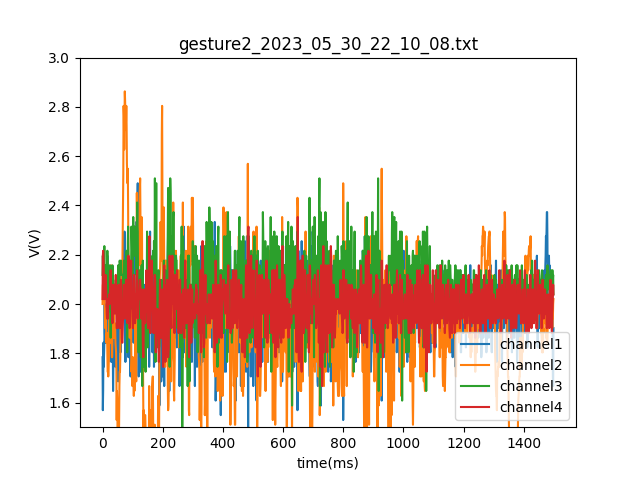 gesture2_2023_05_30_22_10_08.txt
V(V)
3.0
2.8
2.6
2.4
2.2
2.0
1.8
1.6
channel1
channel2
channel3
channel4
0 200 400 600 800 1000 1200 1400
time(ms)